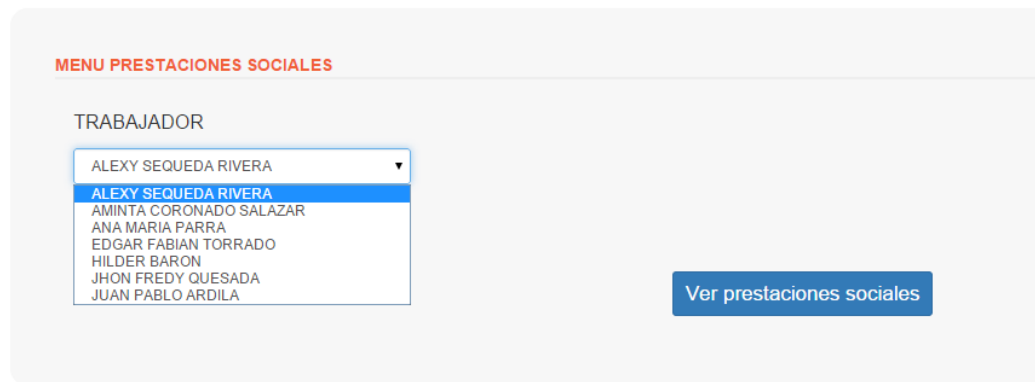 MENU PRESTACIONES SOCIALES
TRABAJADOR
ALEXY SEQUEDA RIVERA
ALEXY SEQUEDA RIVERA
AMINTA CORONADO SALAZAR
ANA MARIA PARRA
EDGAR FABIAN TORRADO
HILDER BARON
JHON FREDY QUESADA
JUAN PABLO ARDILA
Ver prestaciones sociales